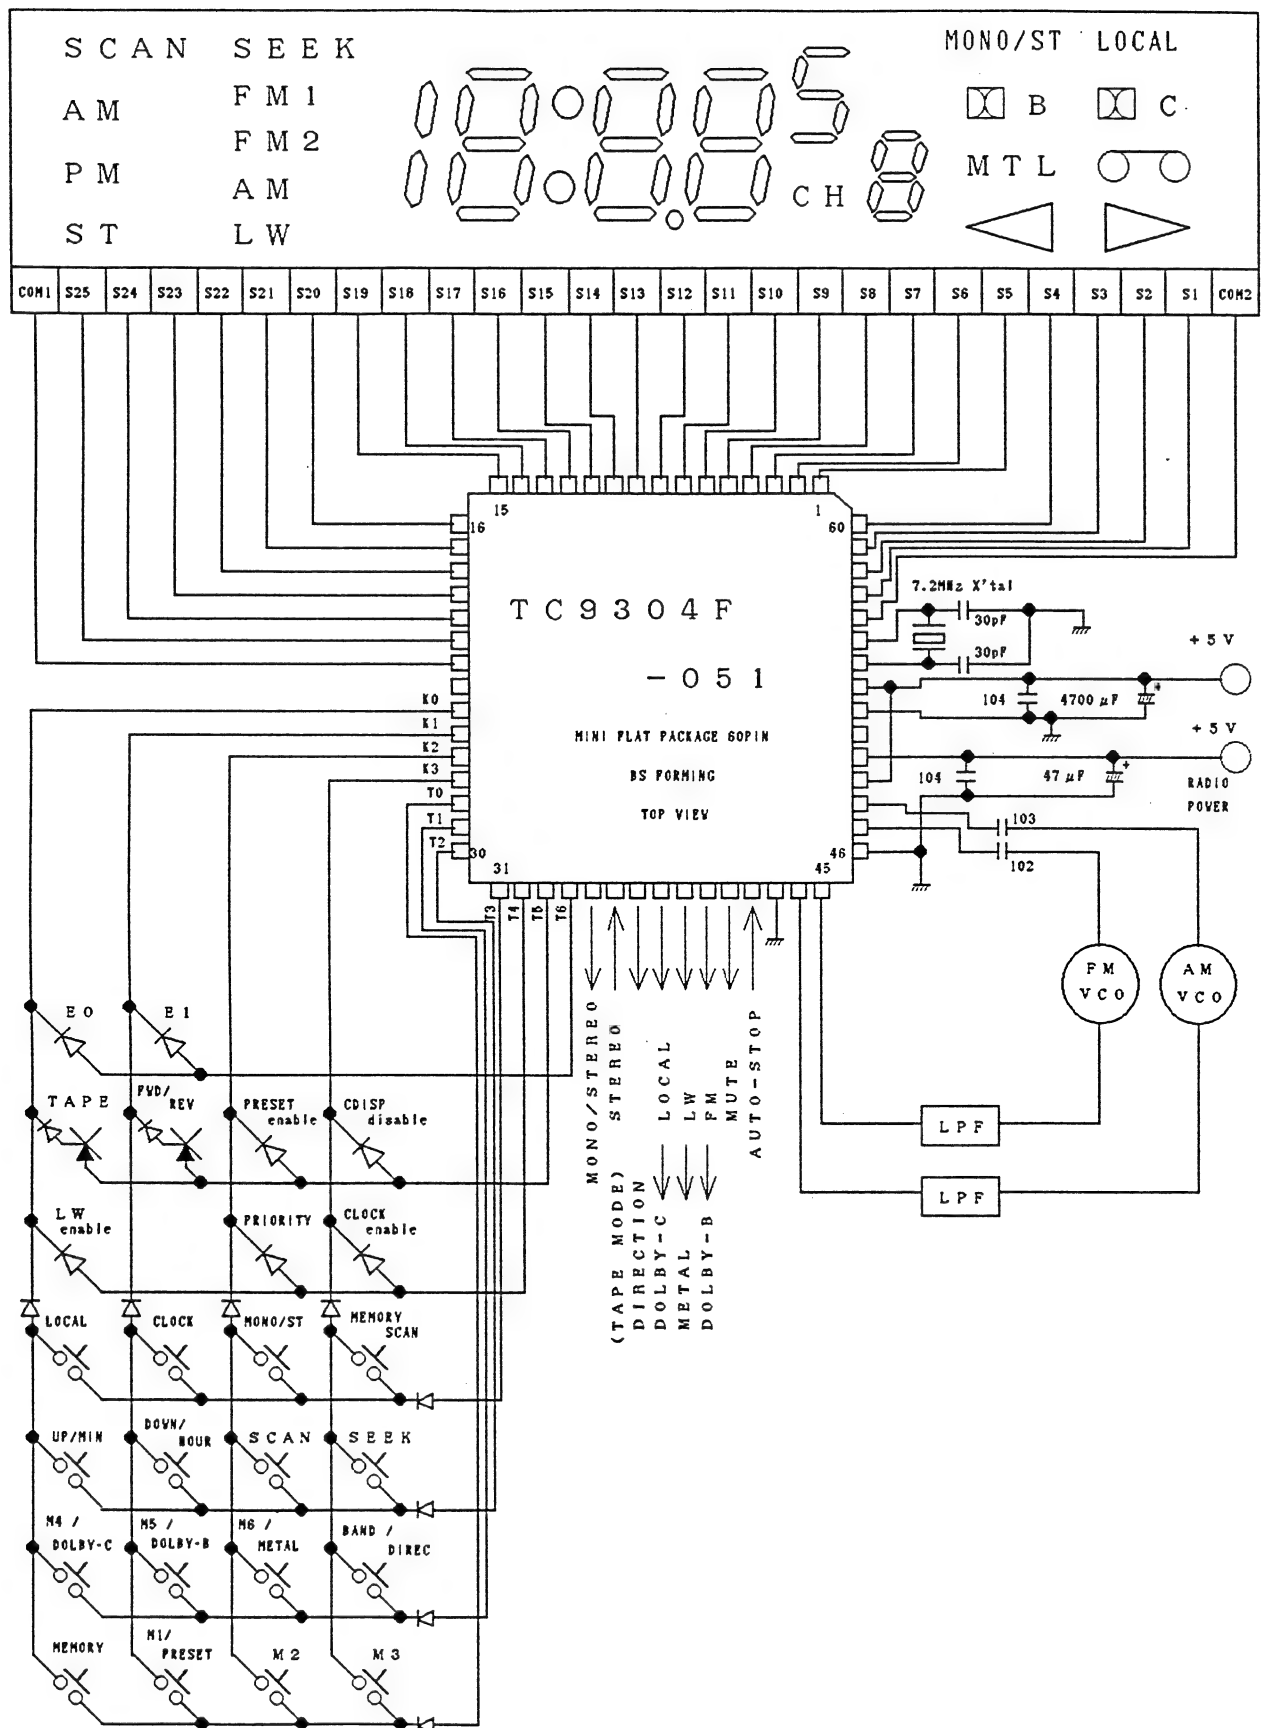 SCAN SEEK MONO/ST LOCAL
AM FM1 B C
FM2
PM AM CH MTL
ST LW
COM1 S25 S24 S23 S22 S21 S20 S19 S18 S17 S16 S15 S14 S13 S12 S11 S10 S9 S8 S7 S6 S5 S4 S3 S2 S1 COM2
15 1
16 60
7.2MHz X'tal
TC9304F
30pF
30pF
+5V
-051
K0
104 4700 μF +
K1
MINI FLAT PACKAGE 60PIN
+5V
K2
K3
BS FORMING
104 47 μF +
RADIO
POWER
T0
TOP VIEW
T1
103
T2
30 46
31 45
102
T3 T4 T5 T6
FM
VCO
AM
VCO
E0 E1
MONO/STEREO
STEREO
LOCAL
LW
FM
MUTE
AUTO-STOP
(TAPE MODE)
DIRECTION
DOLBY-C
METAL
DOLBY-B
TAPE
FWD/
REV
PRESET
enable
CDISP
disable
LPF
LPF
LW
enable
PRIORITY
CLOCK
enable
LOCAL
CLOCK
MONO/ST
MEMORY
SCAN
UP/MIN
DOWN/
HOUR
SCAN
SEEK
M4 /
DOLBY-C
M5 /
DOLBY-B
M6 /
METAL
BAND /
DIREC
MEMORY
M1/
PRESET
M2
M3